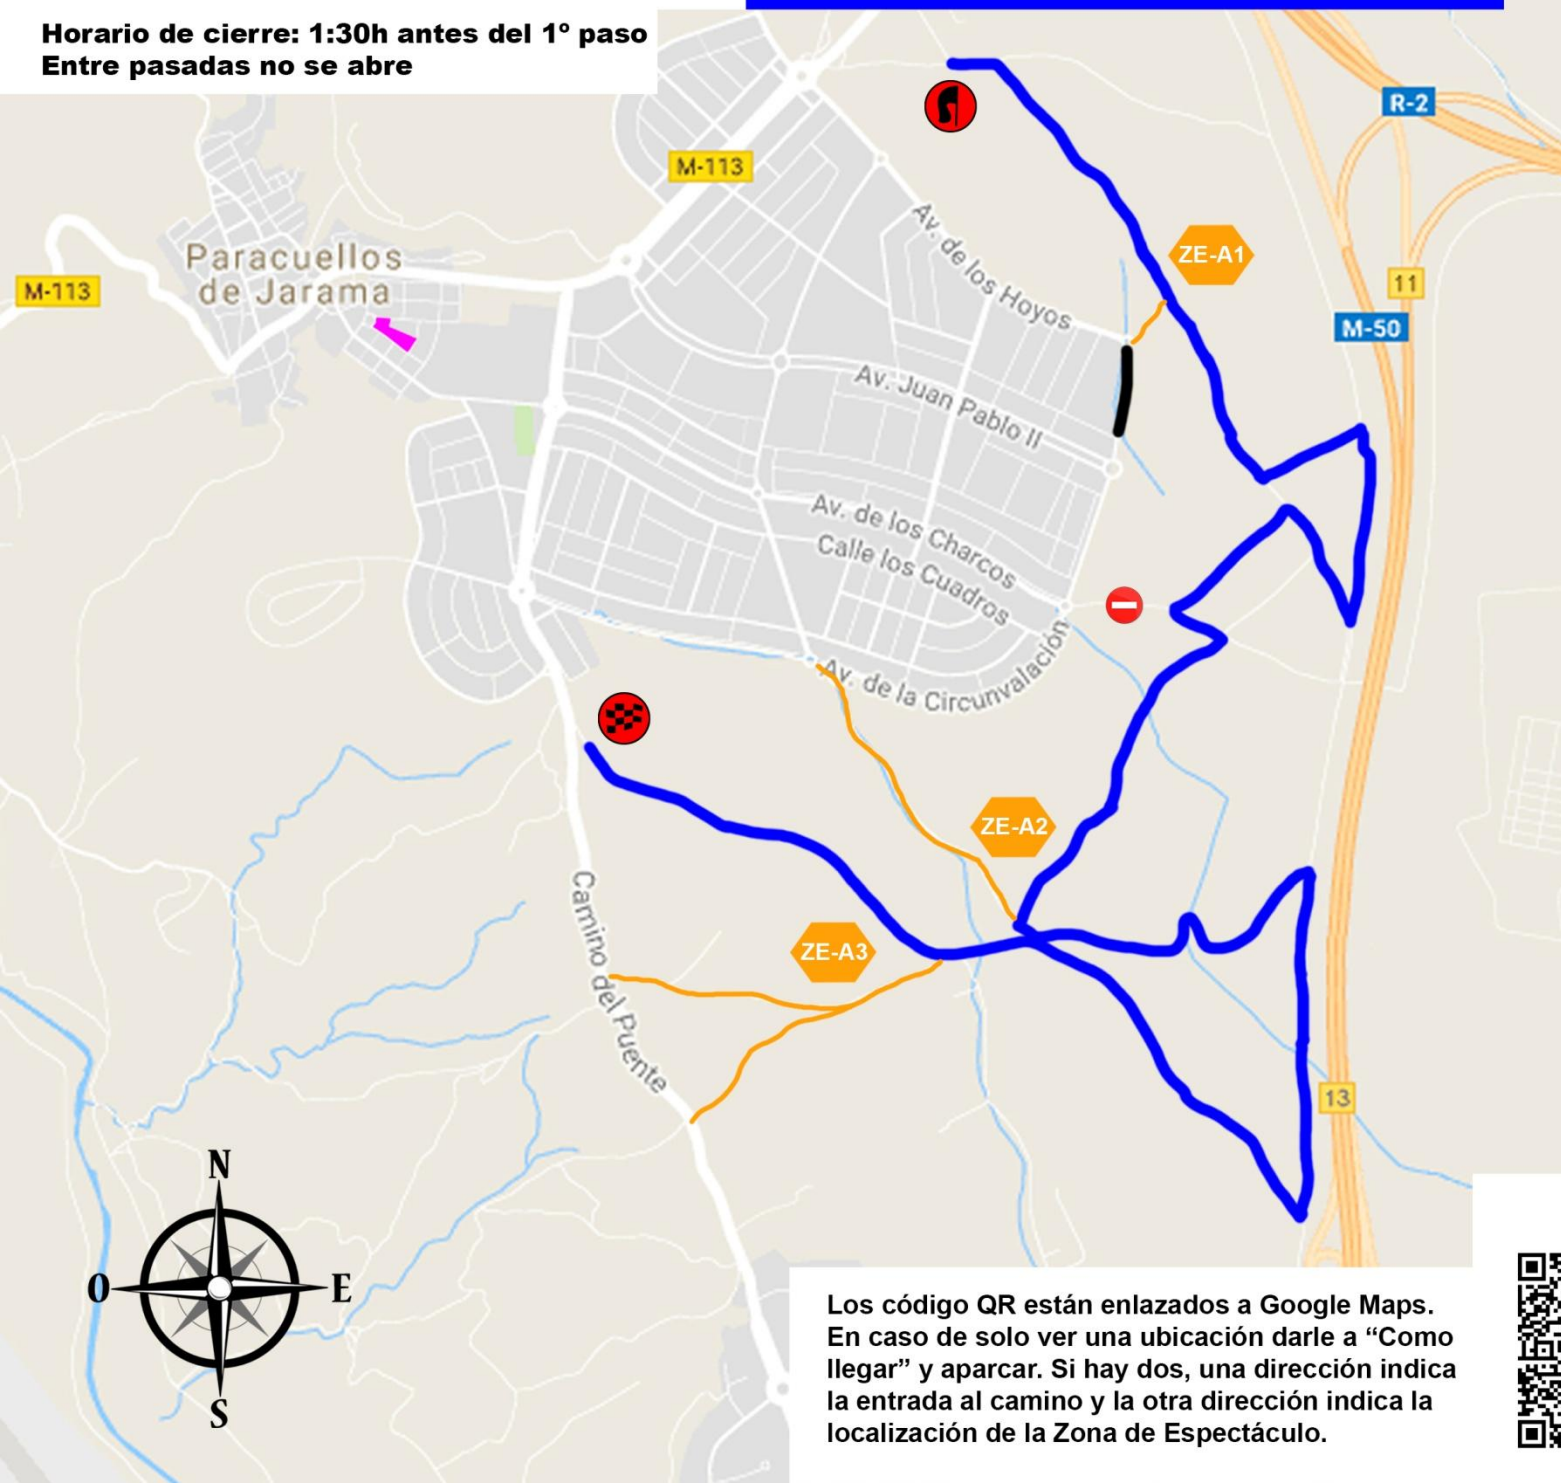 Horario de cierre: 1:30h antes del 1º paso
Entre pasadas no se abre
R-2
M-113
Av. de los Hoyos
ZE-A1
Paracuellos
de Jarama
M-113
11
M-50
Av. Juan Pablo II
Av. de los Charcos
Calle los Cuadros
Av. de la Circunvalación
ZE-A2
Camino del Puente
ZE-A3
13
N
O
E
S
Los código QR están enlazados a Google Maps.
En caso de solo ver una ubicación darle a “Como
llegar” y aparcar. Si hay dos, una dirección indica
la entrada al camino y la otra dirección indica la
localización de la Zona de Espectáculo.